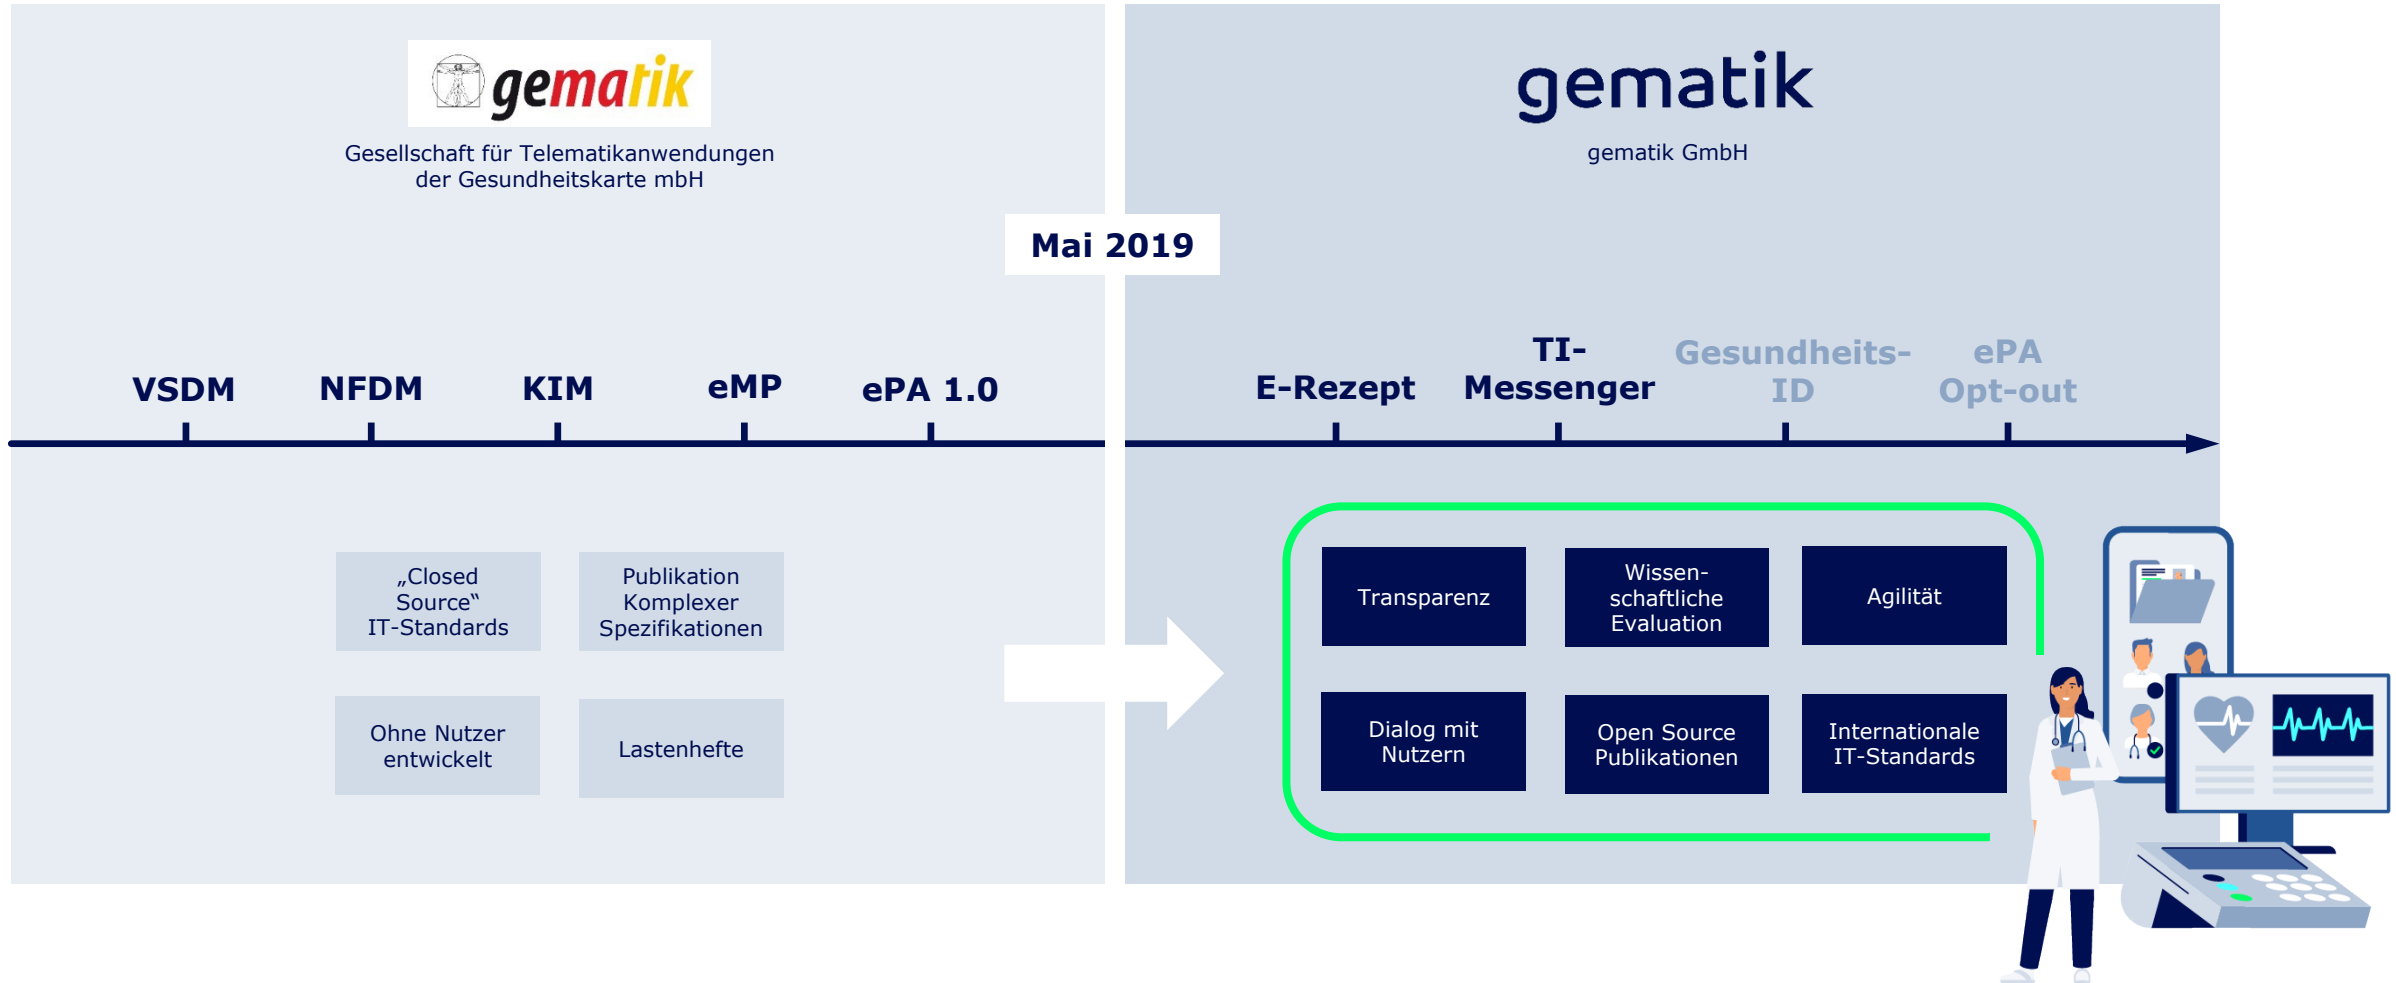 gematik
Gesellschaft für Telematikanwendungen
der Gesundheitskarte mbH
gematik
gematik GmbH
Mai 2019
VSDM
NFDM
KIM
eMP
ePA 1.0
E-Rezept
TI-
Messenger
Gesundheits-
ID
ePA
Opt-out
„Closed
Source“
IT-Standards
Publikation
Komplexer
Spezifikationen
Ohne Nutzer
entwickelt
Lastenhefte
Transparenz
Wissen-
schaftliche
Evaluation
Agilität
Dialog mit
Nutzern
Open Source
Publikationen
Internationale
IT-Standards